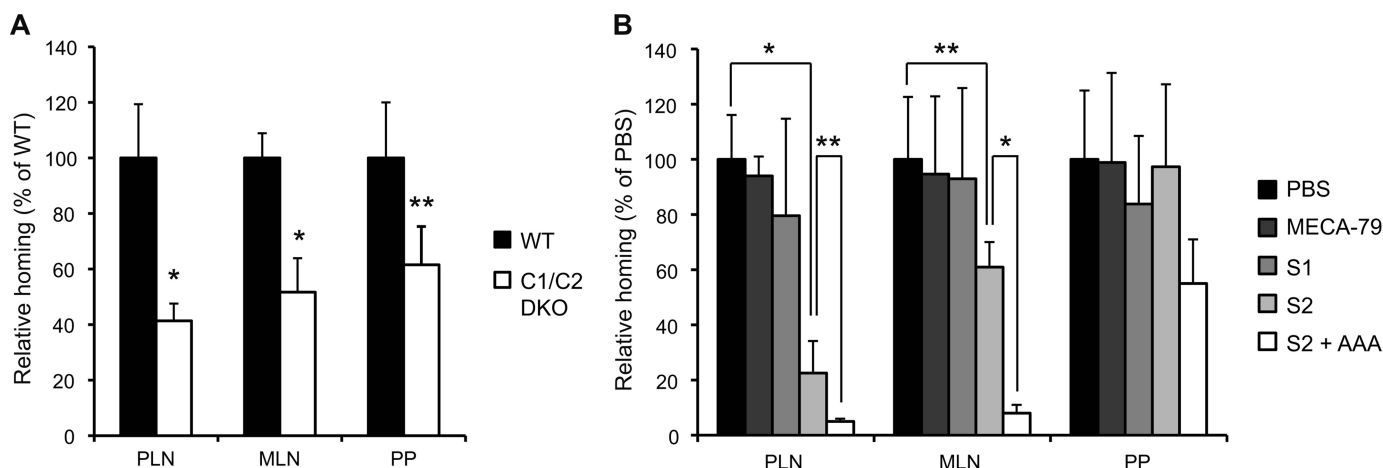 A
Relative homing (% of WT)
140
120
100
80
60
40
20
0
*
*
**
PLN
MLN
PP
WT
C1/C2
DKO
B
Relative homing (% of PBS)
140
120
100
80
60
40
20
0
*
**
**
*
PLN
MLN
PP
PBS
MECA-79
S1
S2
S2 + AAA